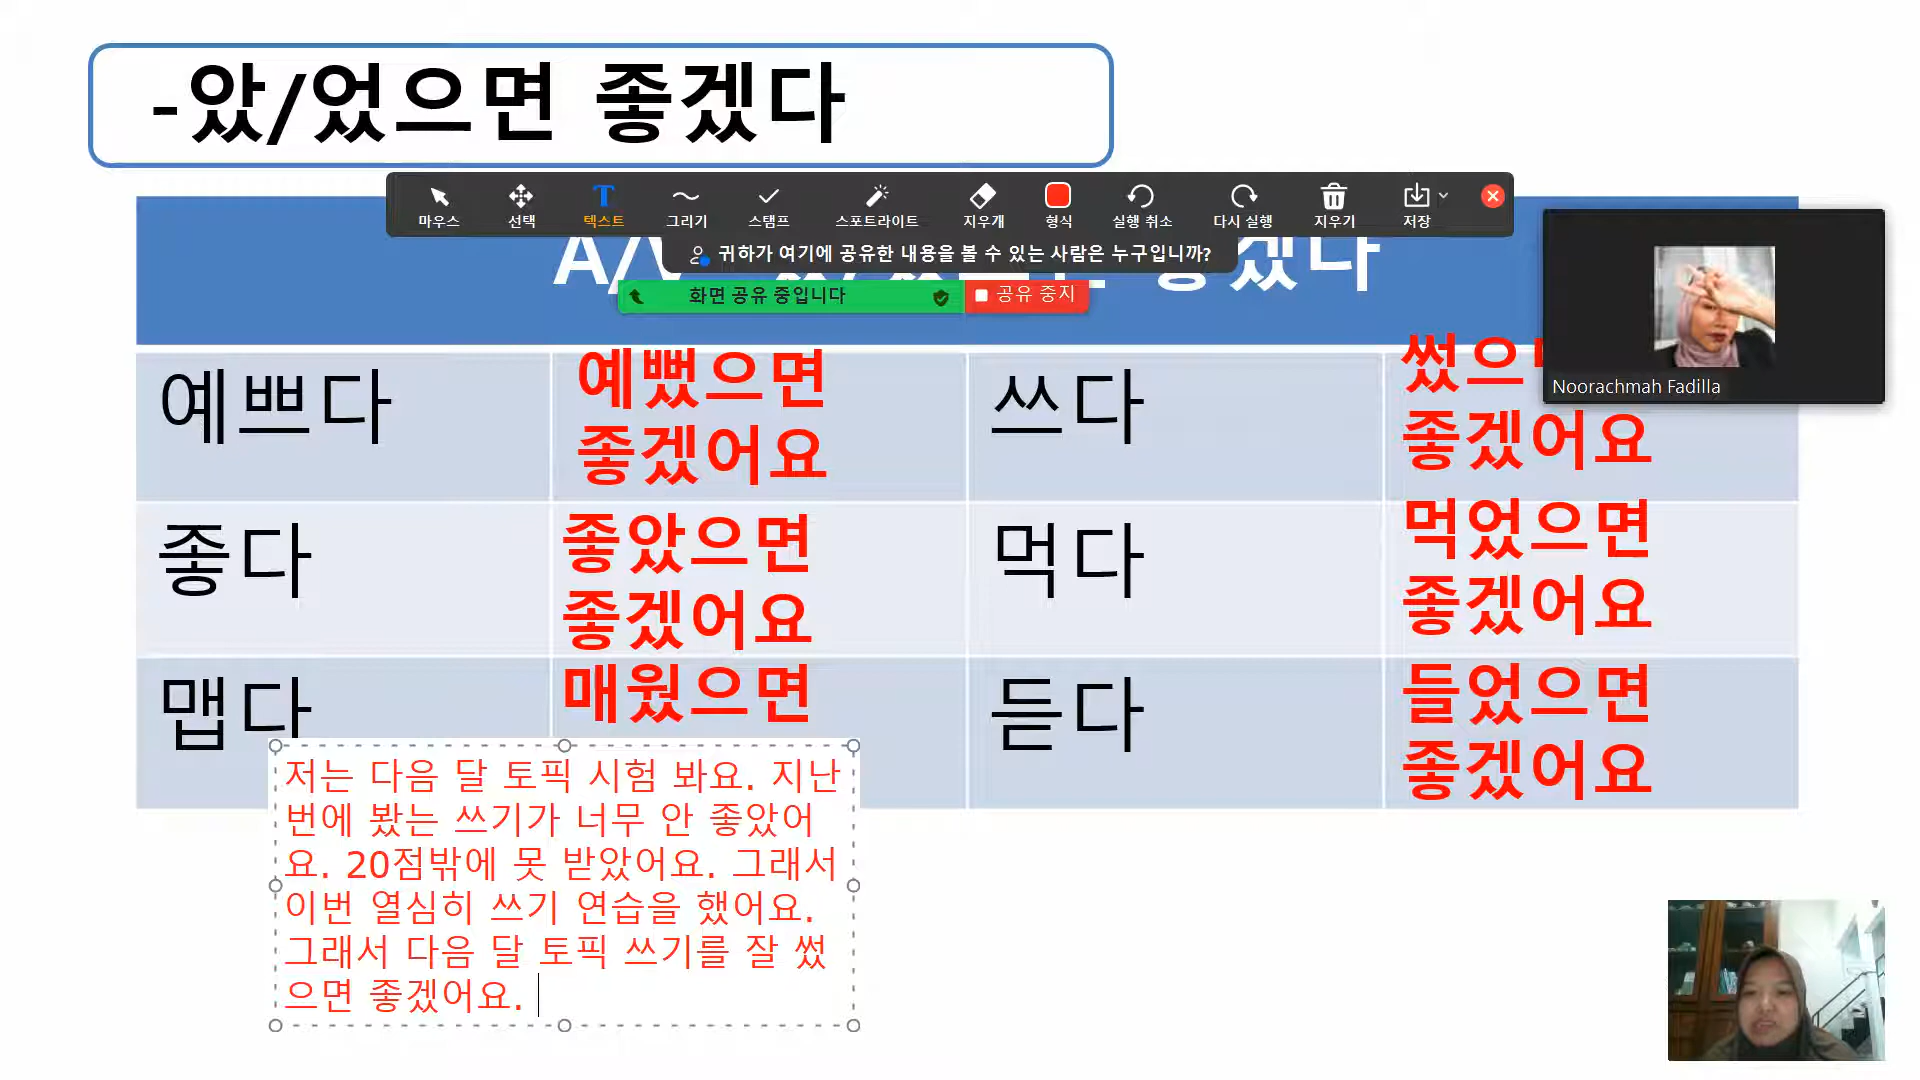 -았/었으면 좋겠다
마우스 선택 텍스트 그리기 스탬프 스포트라이트 지우개 형식 실행 취소 다시 실행 지우기 저장
귀하가 여기에 공유한 내용을 볼 수 있는 사람은 누구입니까?
화면 공유 중입니다 공유 중지
Noorachmah Fadilla
예쁘다
예뻤으면
좋겠어요
쓰다
좋겠어요
좋다
좋았으면
좋겠어요
먹다
먹었으면
좋겠어요
맵다
매웠으면
듣다
들었으면
좋겠어요
저는 다음 달 토픽 시험 봐요. 지난
번에 봤는 쓰기가 너무 안 좋았어
요. 20점밖에 못 받았어요. 그래서
이번 열심히 쓰기 연습을 했어요.
그래서 다음 달 토픽 쓰기를 잘 썼
으면 좋겠어요.